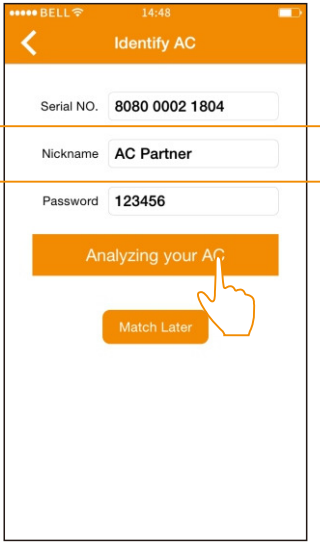 BELL 14:48
Identify AC
Serial NO. 8080 0002 1804
Nickname AC Partner
Password 123456
Analyzing your AC
Match Later